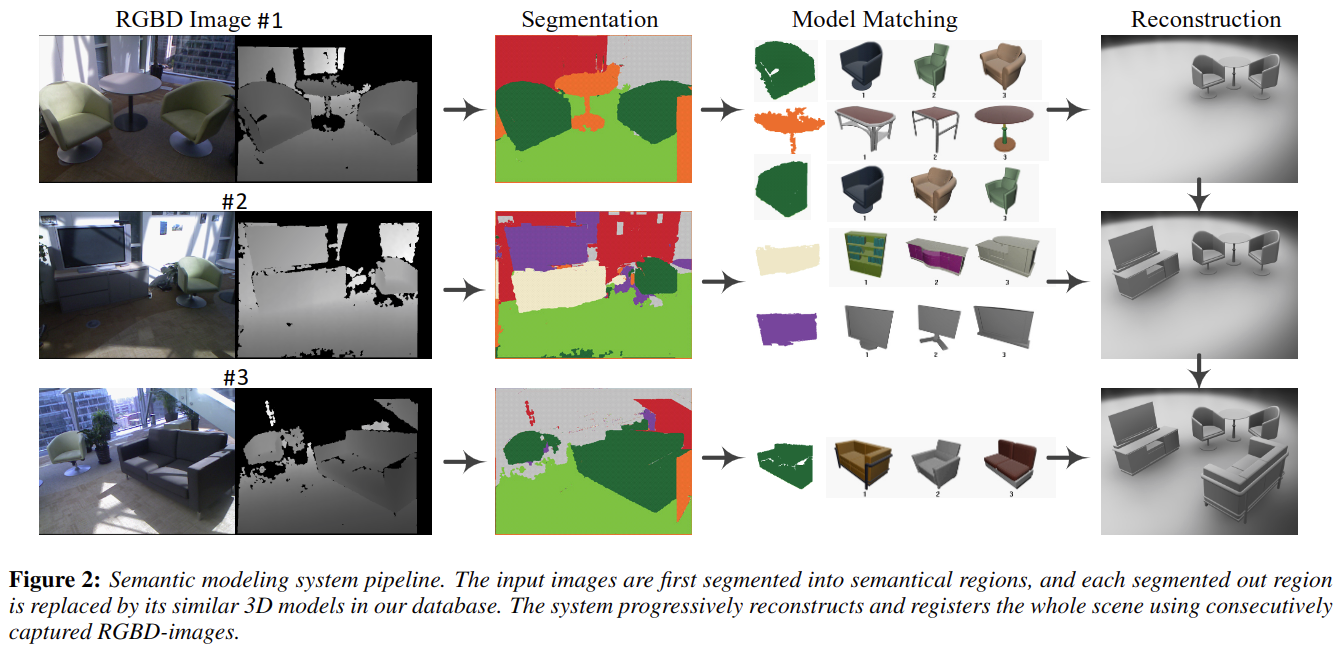 RGBD Image #1
Segmentation
Model Matching
Reconstruction
1 2 3
1 2 3
1 2 3
#2
1 2 3
1 2 3
#3
1 2 3
Figure 2: Semantic modeling system pipeline. The input images are first segmented into semantical regions, and each segmented out region
is replaced by its similar 3D models in our database. The system progressively reconstructs and registers the whole scene using consecutively
captured RGBD-images.